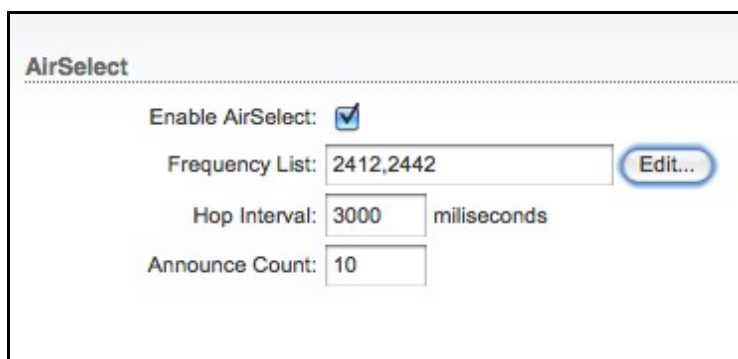 AirSelect
Enable AirSelect:
Frequency List: 2412,2442 Edit...
Hop Interval: 3000 miliseconds
Announce Count: 10